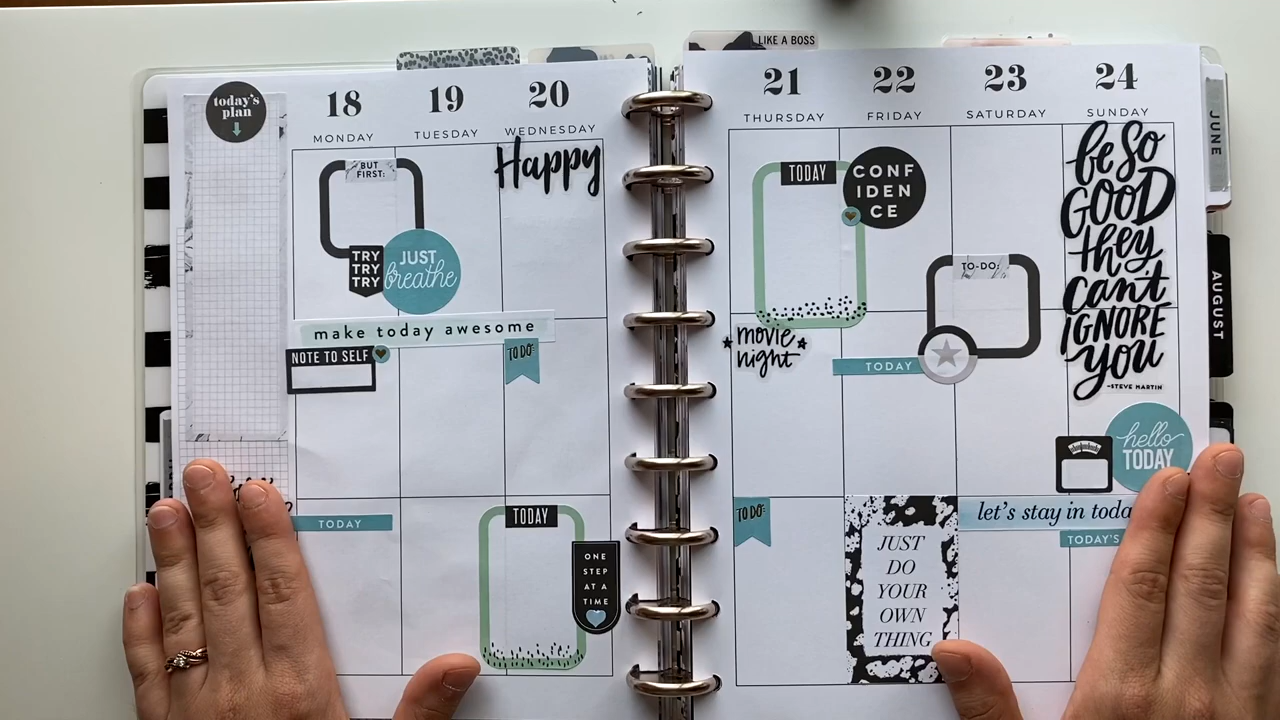 LIKE A BOSS
today's
plan
18
MONDAY
19
TUESDAY
20
WEDNESDAY
BUT
FIRST:
Happy
TRY
TRY
TRY
JUST
breathe
make today awesome
NOTE TO SELF
TO DO:
TODAY
TODAY
ONE
STEP
AT A
TIME
21
THURSDAY
22
FRIDAY
23
SATURDAY
24
SUNDAY
TODAY
CONF
IDEN
CE
be so
GOOD
they
can't
IGNORE
you
-STEVE MARTIN
TO-DO:
movie
night
TODAY
hello
TODAY
TO DO:
JUST
DO
YOUR
OWN
THING
let's stay in toda
TODAY'S
JUNE
AUGUST